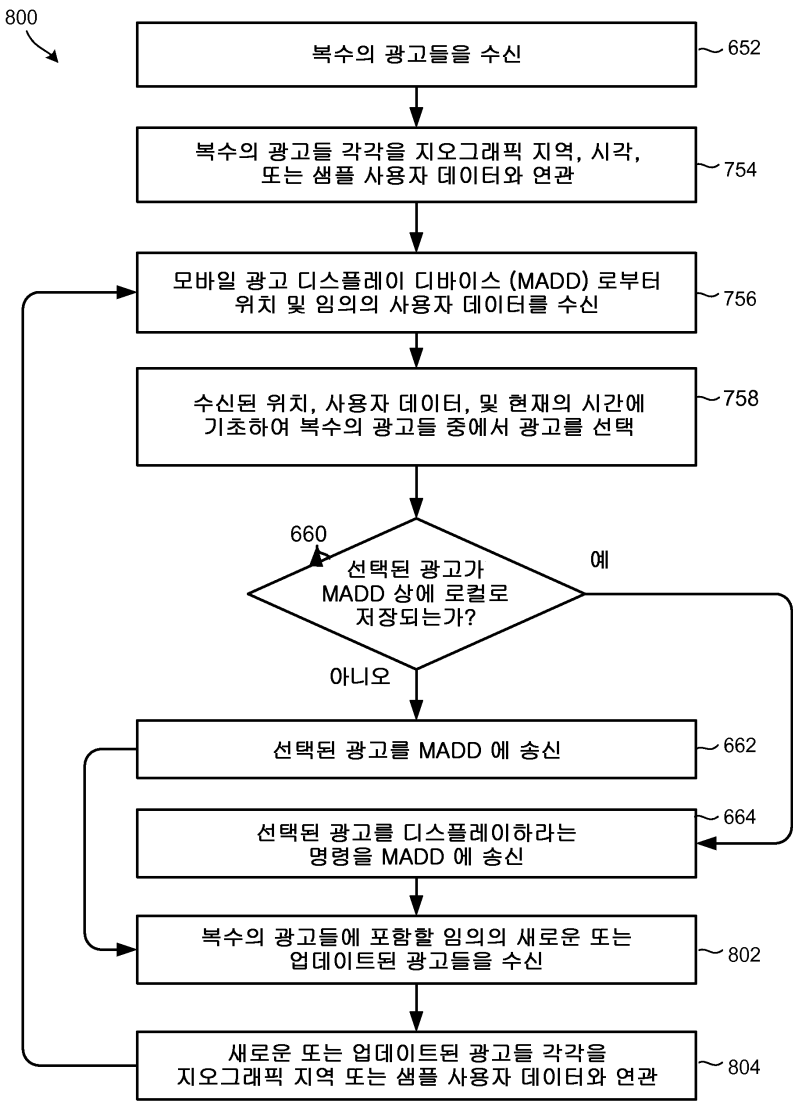 800
복수의 광고들을 수신
652
복수의 광고들 각각을 지오그래픽 지역, 시각,
또는 샘플 사용자 데이터와 연관
754
모바일 광고 디스플레이 디바이스 (MADD) 로부터
위치 및 임의의 사용자 데이터를 수신
756
수신된 위치, 사용자 데이터, 및 현재의 시간에
기초하여 복수의 광고들 중에서 광고를 선택
758
660
선택된 광고가
MADD 상에 로컬로
저장되는가?
예
아니오
선택된 광고를 MADD 에 송신
662
선택된 광고를 디스플레이하라는
명령을 MADD 에 송신
664
복수의 광고들에 포함할 임의의 새로운 또는
업데이트된 광고들을 수신
802
새로운 또는 업데이트된 광고들 각각을
지오그래픽 지역 또는 샘플 사용자 데이터와 연관
804